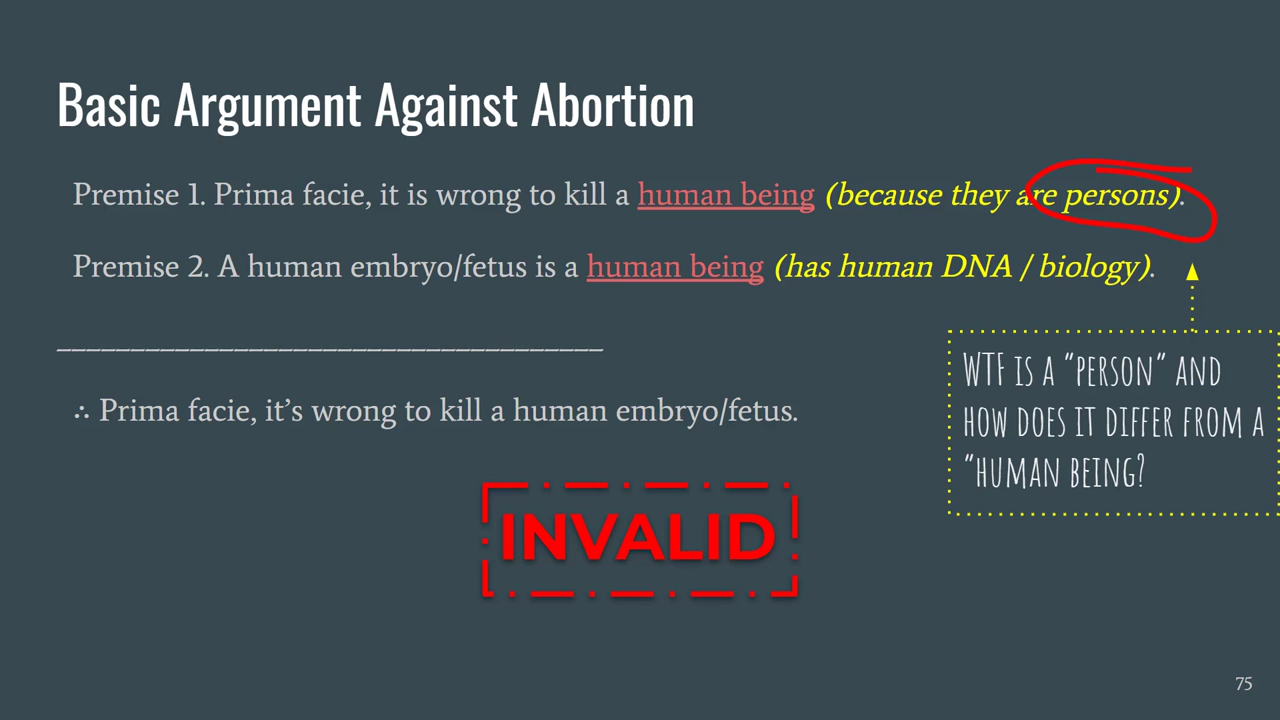 Basic Argument Against Abortion
Premise 1. Prima facie, it is wrong to kill a human being (because they are persons).
Premise 2. A human embryo/fetus is a human being (has human DNA / biology).
_____________________________________
∴ Prima facie, it's wrong to kill a human embryo/fetus.
WTF IS A "PERSON" AND
HOW DOES IT DIFFER FROM A
"HUMAN BEING?
INVALID
75